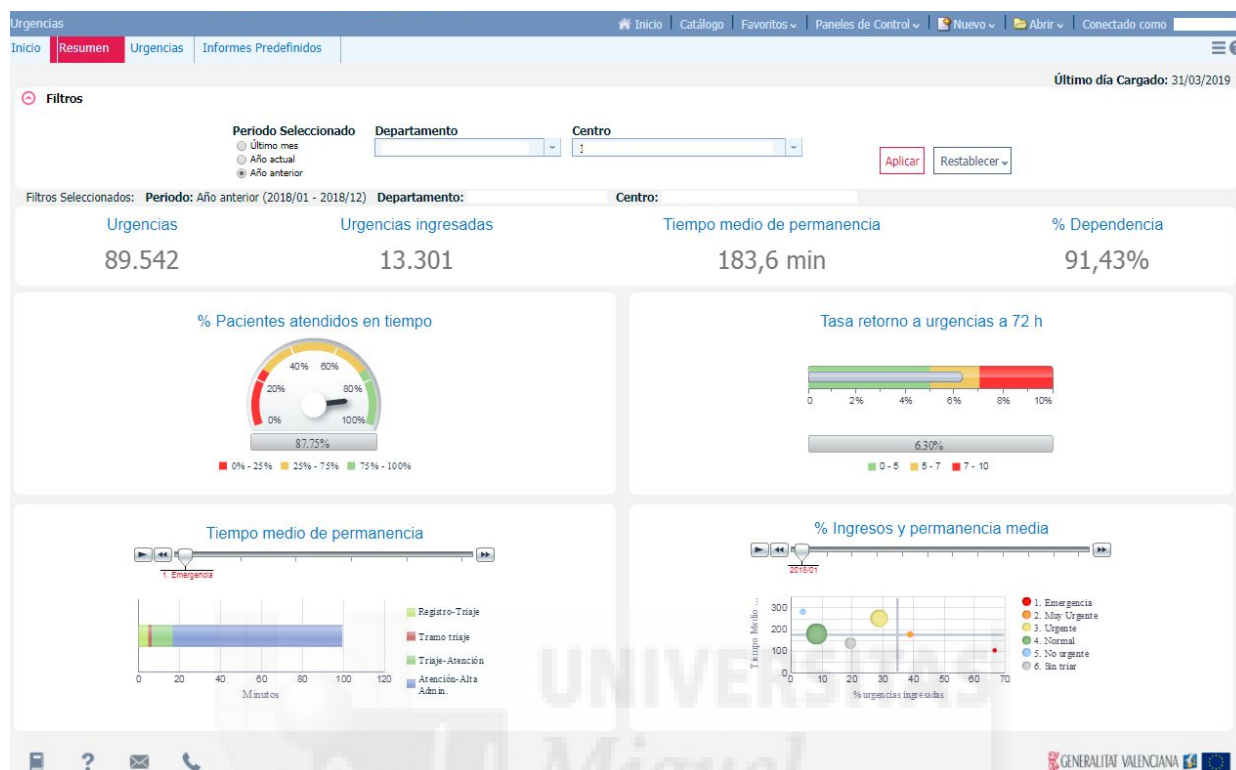 Urgencias Inicio Catálogo Favoritos Paneles de Control Nuevo Abrir Conectado como
Inicio Resumen Urgencias Informes Predefinidos
Último día Cargado: 31/03/2019
Filtros
Periodo Seleccionado Departamento Centro
Último mes
Año actual
Año anterior
1
Aplicar Restablecer
Filtros Seleccionados: Periodo: Año anterior (2018/01 - 2018/12) Departamento: Centro:
Urgencias Urgencias ingresadas Tiempo medio de permanencia % Dependencia
89.542 13.301 183,6 min 91,43%
% Pacientes atendidos en tiempo
40% 60%
20% 80%
0% 100%
87.75%
0% - 25% 25% - 75% 75% - 100%
Tasa retorno a urgencias a 72 h
0 2% 4% 6% 8% 10%
6.30%
0 - 5 5 - 7 7 - 10
Tiempo medio de permanencia
1. Emergencia
Registro-Triaje
Tramo triaje
Triaje-Atención
Atención-Alta
Admin.
0 20 40 60 80 100 120
Minutos
% Ingresos y permanencia media
2018/01
Tiempo Medio ...
300
200
100
0
0 10 20 30 40 50 60 70
% urgencias ingresadas
1. Emergencia
2. Muy Urgente
3. Urgente
4. Normal
5. No urgente
6. Sin triar
UNIVERSITAS
Miguel
GENERALITAT VALENCIANA